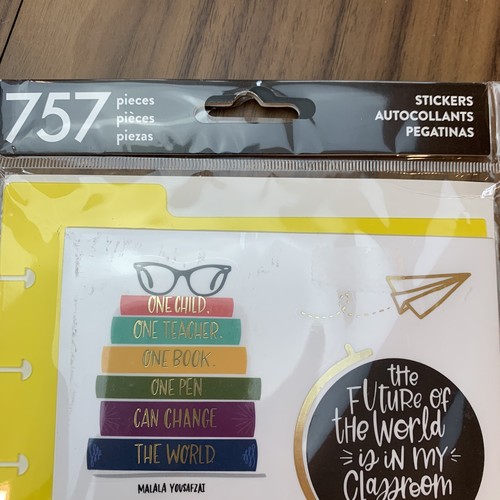 757
pieces
pièces
piezas
STICKERS
AUTOCOLLANTS
PEGATINAS
ONE CHILD.
ONE TEACHER.
ONE BOOK.
ONE PEN
CAN CHANGE
THE WORLD
MALALA YOUSAFZAI
the
FUTURE OF
the World
is in my
Classroom